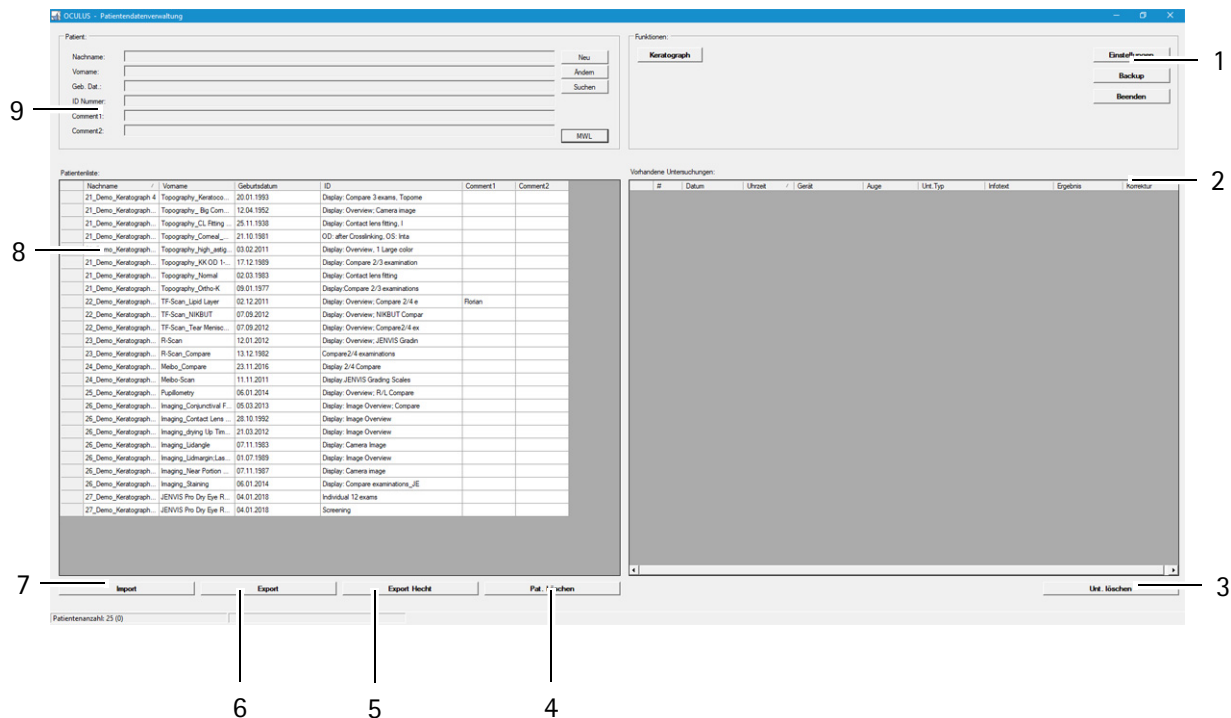 OCULUS - Patientendatenverwaltung
Patient:
Nachname:
Vorname:
Geb. Dat.:
ID Nummer:
Comment1:
Comment2:
Neu
Ändern
Suchen
MWL
Funktionen:
Keratograph
Einstellungen
Backup
Beenden
1
9
Patientenliste:
Nachname / Vorname Geburtsdatum ID Comment1 Comment2
21_Demo_Keratograph 4 Topography_Keratoco... 20.01.1993 Display: Compare 3 exams, Topome
21_Demo_Keratograph... Topography_ Big Com... 12.04.1952 Display: Overview; Camera image
21_Demo_Keratograph... Topography_CL Fitting ... 25.11.1938 Display: Contact lens fitting, I
21_Demo_Keratograph... Topography_Corneal_... 21.10.1981 OD: after Crosslinking, OS: Inta
mo_Keratograph... Topography_high_astig... 03.02.2011 Display: Overview, 1 Large color
21_Demo_Keratograph... Topography_KK OD 1-... 17.12.1989 Display: Compare 2/3 examination
21_Demo_Keratograph... Topography_Normal 02.03.1983 Display: Contact lens fitting
21_Demo_Keratograph... Topography_Ortho-K 09.01.1977 Display:Compare 2/3 examinations
22_Demo_Keratograph... TF-Scan_Lipid Layer 02.12.2011 Display: Overview; Compare 2/4 e Florian
22_Demo_Keratograph... TF-Scan_NIKBUT 07.09.2012 Display: Overview; NIKBUT Compar
22_Demo_Keratograph... TF-Scan_Tear Menisc... 07.09.2012 Display: Overview; Compare2/4 ex
23_Demo_Keratograph... R-Scan 12.01.2012 Display: Overview; JENVIS Gradin
23_Demo_Keratograph... R-Scan_Compare 13.12.1982 Compare2/4 examinations
24_Demo_Keratograph... Meibo_Compare 23.11.2016 Display 2/4 Compare
24_Demo_Keratograph... Meibo-Scan 11.11.2011 Display,JENVIS Grading Scales
25_Demo_Keratograph... Pupillometry 06.01.2014 Display: Overview; R/L Compare
26_Demo_Keratograph... Imaging_Conjunctival F... 05.03.2013 Display: Image Overview; Compare
26_Demo_Keratograph... Imaging_Contact Lens ... 28.10.1992 Display: Image Overview
26_Demo_Keratograph... Imaging_drying Up Tim... 21.03.2012 Display: Image Overview
26_Demo_Keratograph... Imaging_Lidangle 07.11.1983 Display: Camera Image
26_Demo_Keratograph... Imaging_Lidmargin;Las... 01.07.1989 Display: Image Overview
26_Demo_Keratograph... Imaging_Near Portion ... 07.11.1987 Display: Camera image
26_Demo_Keratograph... Imaging_Staining 06.01.2014 Display: Compare examinations_JE
27_Demo_Keratograph... JENVIS Pro Dry Eye R... 04.01.2018 Individual 12 exams
27_Demo_Keratograph... JENVIS Pro Dry Eye R... 04.01.2018 Screening
8
Vorhandene Untersuchungen:
# Datum Uhrzeit / Gerät Auge Unt.Typ Infotext Ergebnis Korrektur
2
7
Import
Export
Export Hecht
Pat. Löschen
Unt. löschen
3
Patientenanzahl: 25 (0)
6
5
4